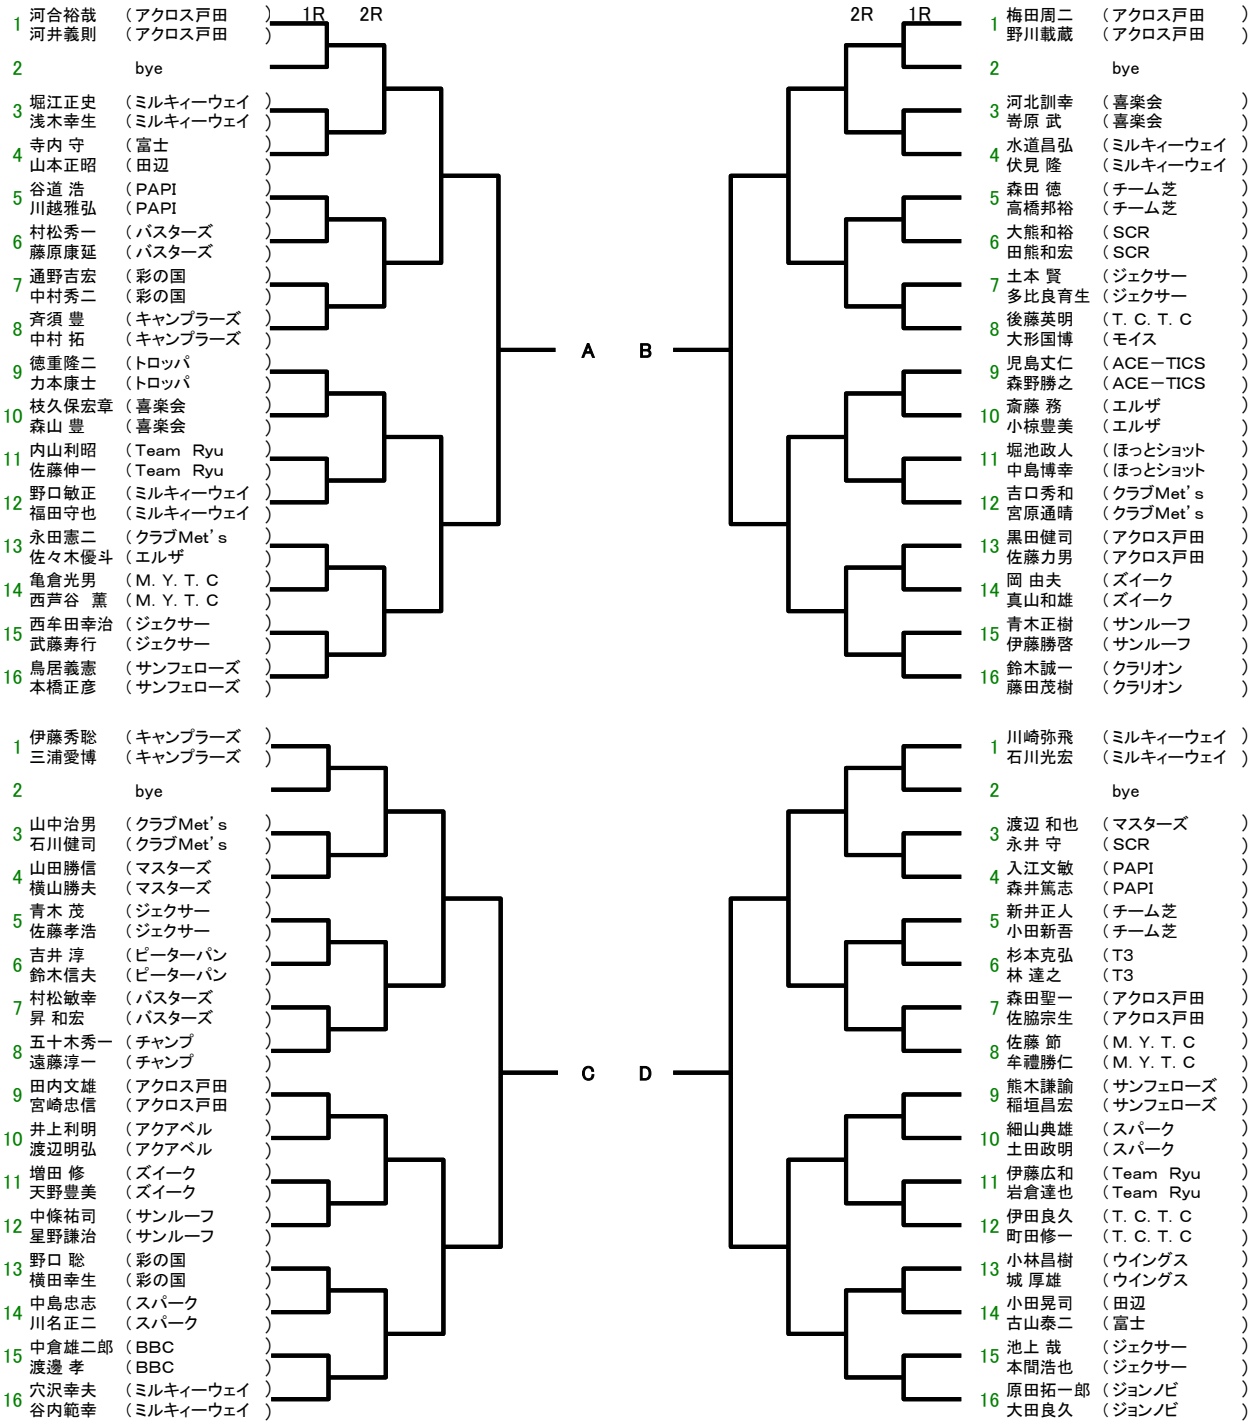 1R 2R
1 河合裕哉 (アクロス戸田 )
河井義則 (アクロス戸田 )
2 bye
3 堀江正史 (ミルキィーウェイ )
浅木幸生 (ミルキィーウェイ )
4 寺内 守 (富士 )
山本正昭 (田辺 )
5 谷道 浩 (PAPI )
川越雅弘 (PAPI )
6 村松秀一 (バスターズ )
藤原康延 (バスターズ )
7 通野吉宏 (彩の国 )
中村秀二 (彩の国 )
8 斉須 豊 (キャンプラーズ )
中村 拓 (キャンプラーズ )
9 徳重隆二 (トロッパ )
力本康士 (トロッパ )
10 枝久保宏章 (喜楽会 )
森山 豊 (喜楽会 )
11 内山利昭 (Team Ryu )
佐藤伸一 (Team Ryu )
12 野口敏正 (ミルキィーウェイ )
福田守也 (ミルキィーウェイ )
13 永田憲二 (クラブMet's )
佐々木優斗 (エルザ )
14 亀倉光男 (M. Y. T. C )
西芦谷 薫 (M. Y. T. C )
15 西牟田幸治 (ジェクサー )
武藤寿行 (ジェクサー )
16 鳥居義憲 (サンフェローズ )
本橋正彦 (サンフェローズ )
A
B
2R 1R
1 梅田周二 (アクロス戸田 )
野川載蔵 (アクロス戸田 )
2 bye
3 河北訓幸 (喜楽会 )
嵜原 武 (喜楽会 )
4 水道昌弘 (ミルキィーウェイ )
伏見 隆 (ミルキィーウェイ )
5 森田 徳 (チーム芝 )
高橋邦裕 (チーム芝 )
6 大熊和裕 (SCR )
田熊和宏 (SCR )
7 土本 賢 (ジェクサー )
多比良育生 (ジェクサー )
8 後藤英明 (T. C. T. C )
大形国博 (モイス )
9 児島丈仁 (ACE-TICS )
森野勝之 (ACE-TICS )
10 斎藤 務 (エルザ )
小椋豊美 (エルザ )
11 堀池政人 (ほっとショット )
中島博幸 (ほっとショット )
12 吉口秀和 (クラブMet's )
宮原通晴 (クラブMet's )
13 黒田健司 (アクロス戸田 )
佐藤力男 (アクロス戸田 )
14 岡 由夫 (ズイーク )
真山和雄 (ズイーク )
15 青木正樹 (サンルーフ )
伊藤勝啓 (サンルーフ )
16 鈴木誠一 (クラリオン )
藤田茂樹 (クラリオン )
1 伊藤秀聡 (キャンプラーズ )
三浦愛博 (キャンプラーズ )
2 bye
3 山中治男 (クラブMet's )
石川健司 (クラブMet's )
4 山田勝信 (マスターズ )
横山勝夫 (マスターズ )
5 青木 茂 (ジェクサー )
佐藤孝浩 (ジェクサー )
6 吉井 淳 (ピーターパン )
鈴木信夫 (ピーターパン )
7 村松敏幸 (バスターズ )
昇 和宏 (バスターズ )
8 五十木秀一 (チャンプ )
遠藤淳一 (チャンプ )
9 田内文雄 (アクロス戸田 )
宮崎忠信 (アクロス戸田 )
10 井上利明 (アクアベル )
渡辺明弘 (アクアベル )
11 増田 修 (ズイーク )
天野豊美 (ズイーク )
12 中條祐司 (サンルーフ )
星野謙治 (サンルーフ )
13 野口 聡 (彩の国 )
横田幸生 (彩の国 )
14 中島忠志 (スパーク )
川名正二 (スパーク )
15 中倉雄二郎 (BBC )
渡邊 孝 (BBC )
16 穴沢幸夫 (ミルキィーウェイ )
谷内範幸 (ミルキィーウェイ )
C
D
1 川崎弥飛 (ミルキィーウェイ )
石川光宏 (ミルキィーウェイ )
2 bye
3 渡辺 和也 (マスターズ )
永井 守 (SCR )
4 入江文敏 (PAPI )
森井篤志 (PAPI )
5 新井正人 (チーム芝 )
小田新吾 (チーム芝 )
6 杉本克弘 (T3 )
林 達之 (T3 )
7 森田聖一 (アクロス戸田 )
佐脇宗生 (アクロス戸田 )
8 佐藤 節 (M. Y. T. C )
牟禮勝仁 (M. Y. T. C )
9 熊木謙諭 (サンフェローズ )
稲垣昌宏 (サンフェローズ )
10 細山典雄 (スパーク )
土田政明 (スパーク )
11 伊藤広和 (Team Ryu )
岩倉達也 (Team Ryu )
12 伊田良久 (T. C. T. C )
町田修一 (T. C. T. C )
13 小林昌樹 (ウイングス )
城 厚雄 (ウイングス )
14 小田晃司 (田辺 )
古山泰二 (富士 )
15 池上 哉 (ジェクサー )
本間浩也 (ジェクサー )
16 原田拓一郎 (ジョンノビ )
大田良久 (ジョンノビ )